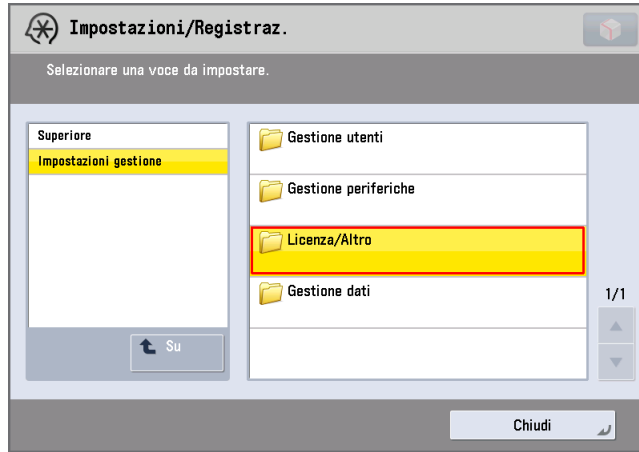 Impostazioni/Registraz.
Selezionare una voce da impostare.
Superiore
Impostazioni gestione
Su
Gestione utenti
Gestione periferiche
Licenza/Altro
Gestione dati
1/1
Chiudi